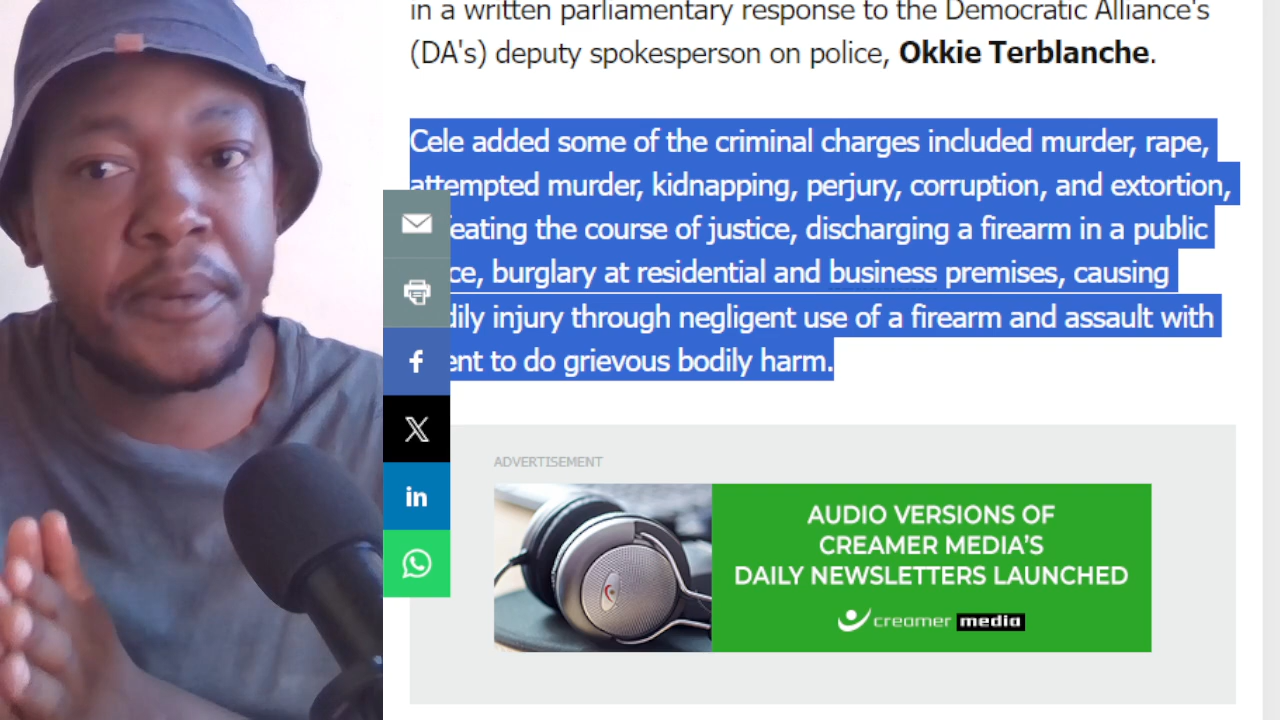 in a written parliamentary response to the Democratic Alliance's
(DA's) deputy spokesperson on police, Okkie Terblanche.
Cele added some of the criminal charges included murder, rape,
attempted murder, kidnapping, perjury, corruption, and extortion,
feating the course of justice, discharging a firearm in a public
ce, burglary at residential and business premises, causing
dily injury through negligent use of a firearm and assault with
ent to do grievous bodily harm.
ADVERTISEMENT
AUDIO VERSIONS OF
CREAMER MEDIA'S
DAILY NEWSLETTERS LAUNCHED
creamer media